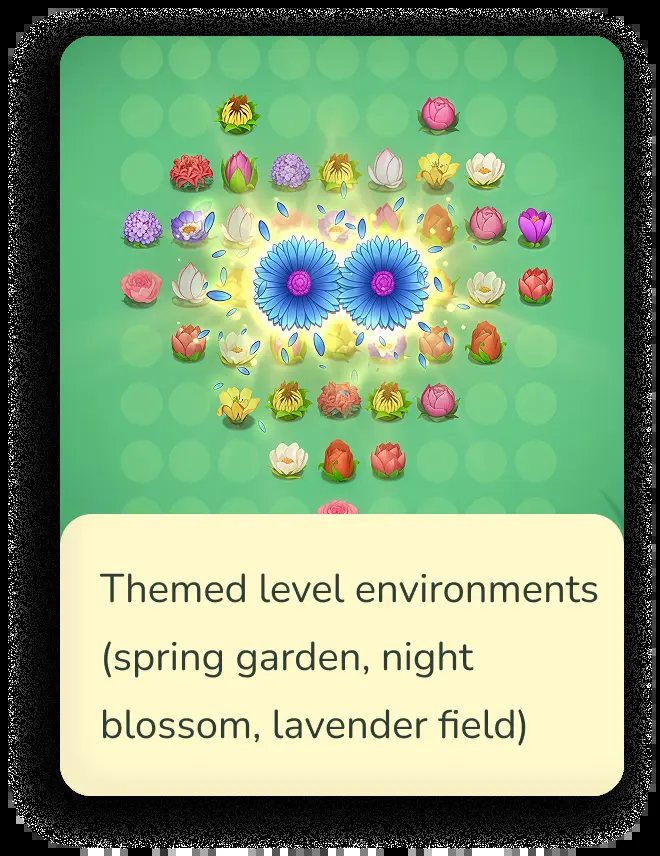 Themed level environments
(spring garden, night
blossom, lavender field)